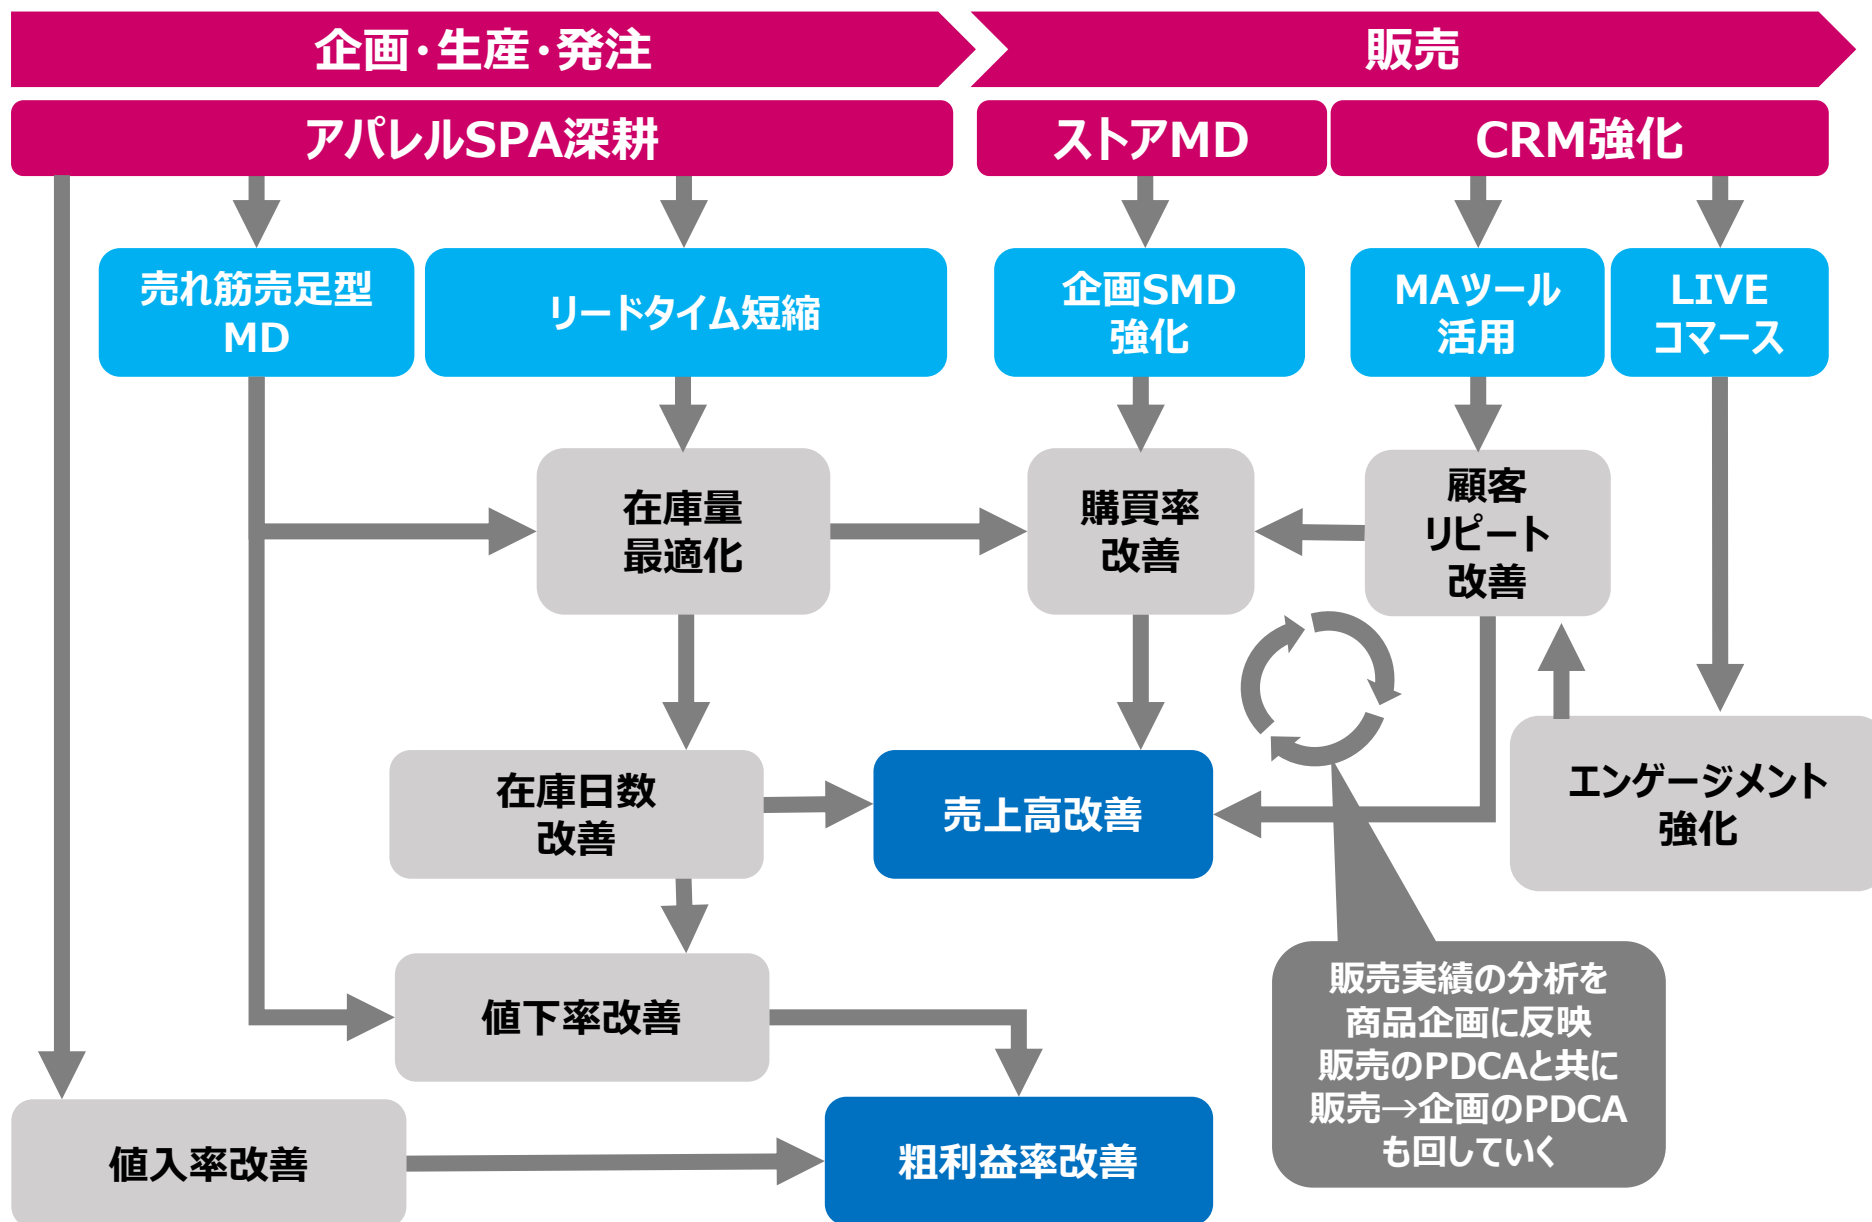 企画・生産・発注
販売
アパレルSPA深耕
ストアMD
CRM強化
売れ筋売足型
MD
リードタイム短縮
企画SMD
強化
MAツール
活用
LIVE
コマース
在庫量
最適化
購買率
改善
顧客
リピート
改善
在庫日数
改善
売上高改善
エンゲージメント
強化
値下率改善
販売実績の分析を
商品企画に反映
販売のPDCAと共に
販売→企画のPDCA
も回していく
値入率改善
粗利益率改善